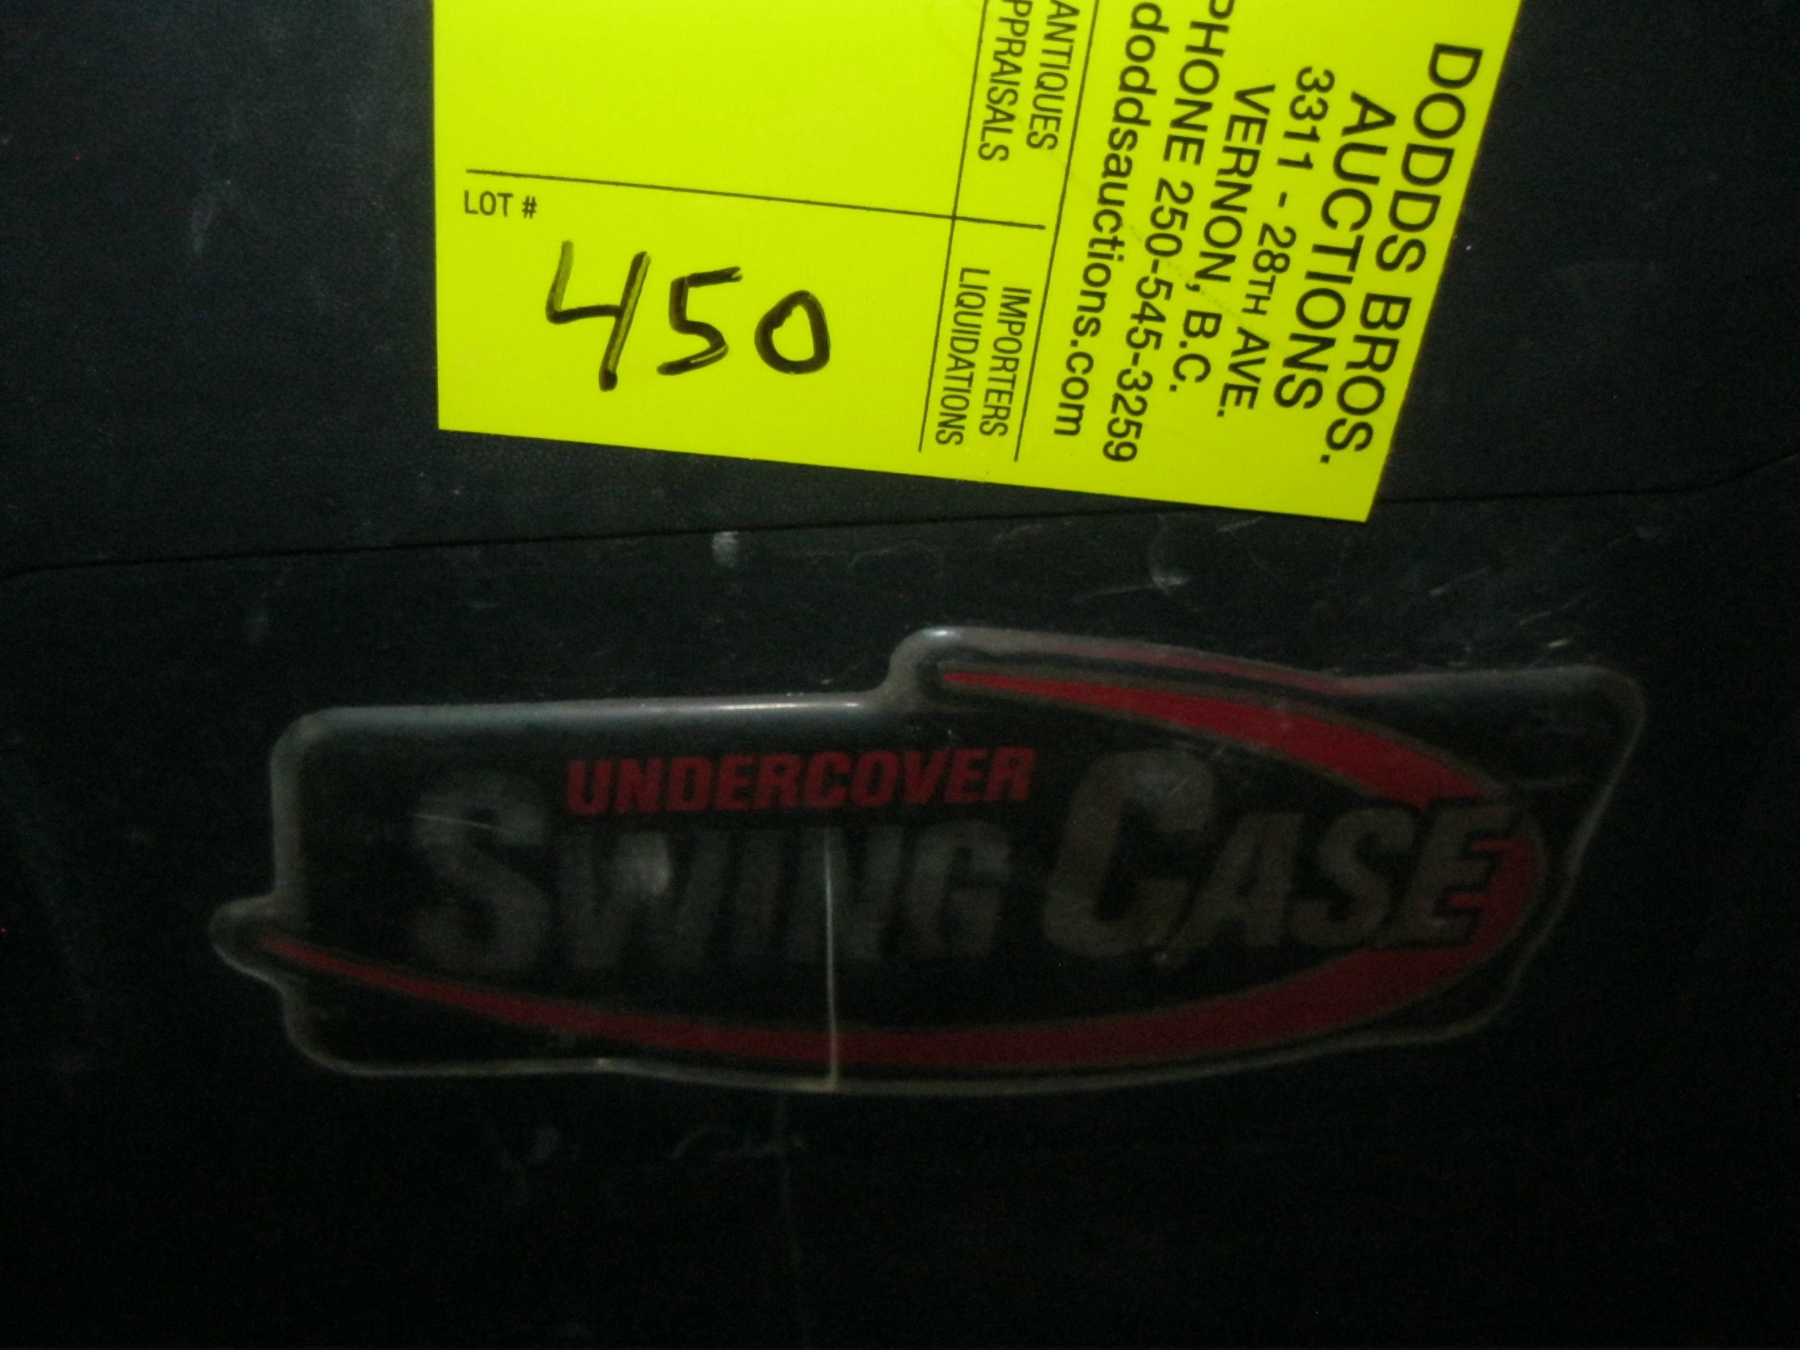 DODDS BROS.
AUCTIONS
3311 - 28TH AVE.
VERNON, B.C.
PHONE 250-545-3259
doddsauctions.com
ANTIQUES
IMPORTERS
LIQUIDATIONS
LOT #
450
UNDERCOVER
SWING CASE